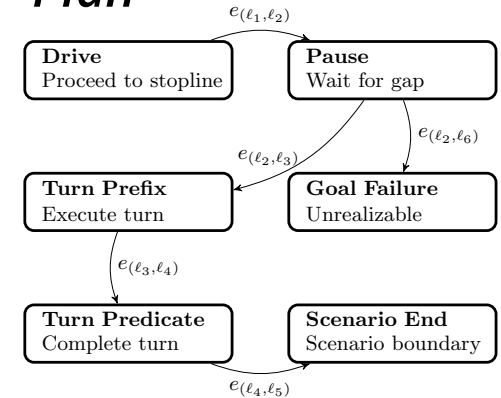 Plan
e(ℓ1,ℓ2)
Drive
Proceed to stopline
Pause
Wait for gap
e(ℓ2,ℓ3)
e(ℓ2,ℓ6)
Turn Prefix
Execute turn
Goal Failure
Unrealizable
e(ℓ3,ℓ4)
Turn Predicate
Complete turn
Scenario End
Scenario boundary
e(ℓ4,ℓ5)